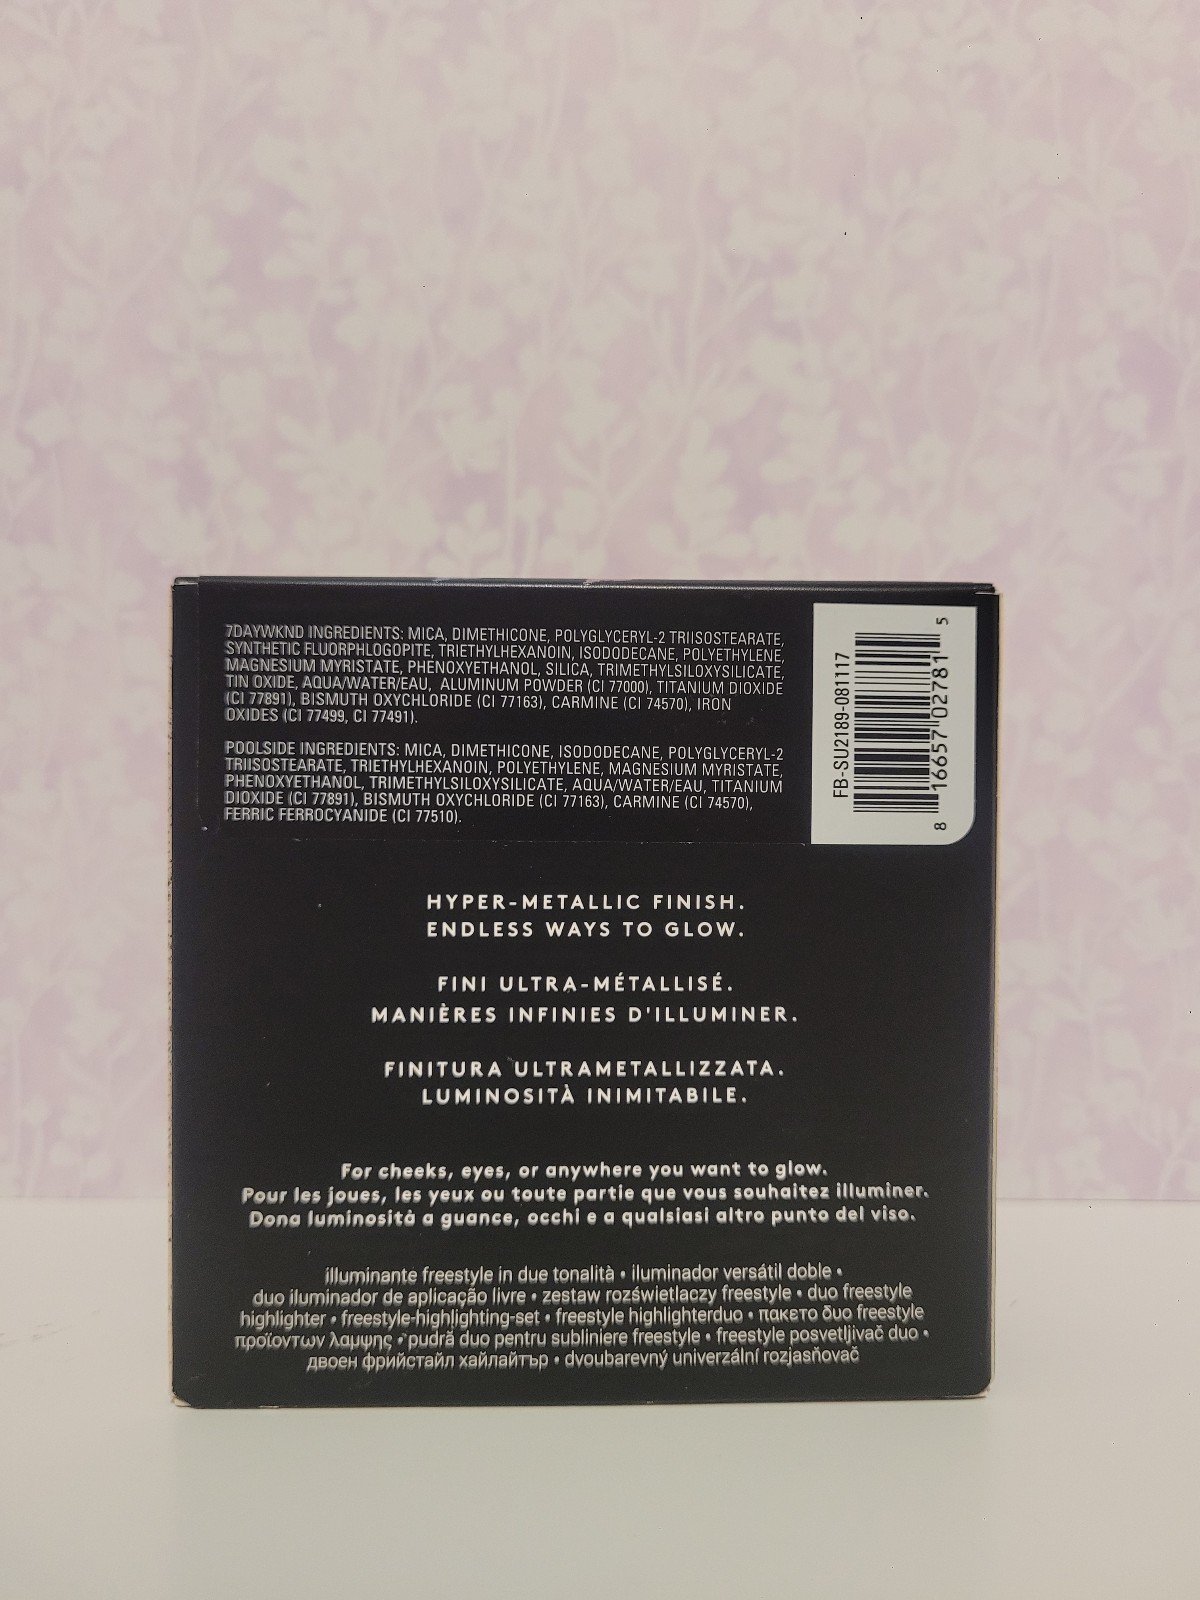 7DAYWKND INGREDIENTS: MICA, DIMETHICONE, POLYGLYCERYL-2 TRIISOSTEARATE,
SYNTHETIC FLUORPHLOGOPITE, TRIETHYLHEXANOIN, ISODODECANE, POLYETHYLENE,
MAGNESIUM MYRISTATE, PHENOXYETHANOL, SILICA, TRIMETHYLSILOXYSILICATE,
TIN OXIDE, AQUA/WATER/EAU, ALUMINUM POWDER (CI 77000), TITANIUM DIOXIDE
(CI 77891), BISMUTH OXYCHLORIDE (CI 77163), CARMINE (CI 74570), IRON
OXIDES (CI 77499, CI 77491).
POOLSIDE INGREDIENTS: MICA, DIMETHICONE, ISODODECANE, POLYGLYCERYL-2
TRIISOSTEARATE, TRIETHYLHEXANOIN, POLYETHYLENE, MAGNESIUM MYRISTATE,
PHENOXYETHANOL, TRIMETHYLSILOXYSILICATE, AQUA/WATER/EAU, TITANIUM
DIOXIDE (CI 77891), BISMUTH OXYCHLORIDE (CI 77163), CARMINE (CI 74570),
FERRIC FERROCYANIDE (CI 77510).
FB-SU2189-081117
8 16657 02781 5
HYPER-METALLIC FINISH.
ENDLESS WAYS TO GLOW.
FINI ULTRA-MÉTALLISÉ.
MANIÈRES INFINIES D'ILLUMINER.
FINITURA ULTRAMETALLIZZATA.
LUMINOSITÀ INIMITABILE.
For cheeks, eyes, or anywhere you want to glow.
Pour les joues, les yeux ou toute partie que vous souhaitez illuminer.
Dona luminosità a guance, occhi e a qualsiasi altro punto del viso.
illuminante freestyle in due tonalità • iluminador versátil doble •
duo iluminador de aplicação livre • zestaw rozświetlaczy freestyle • duo freestyle
highlighter • freestyle-highlighting-set • freestyle highlighterduo • πακετο δυο freestyle
προϊοντων λαμψης • pudră duo pentru subliniere freestyle • freestyle posvetljivač duo •
двоен фрийстайл хайлайтър • dvoubarevný univerzální rozjasňovač